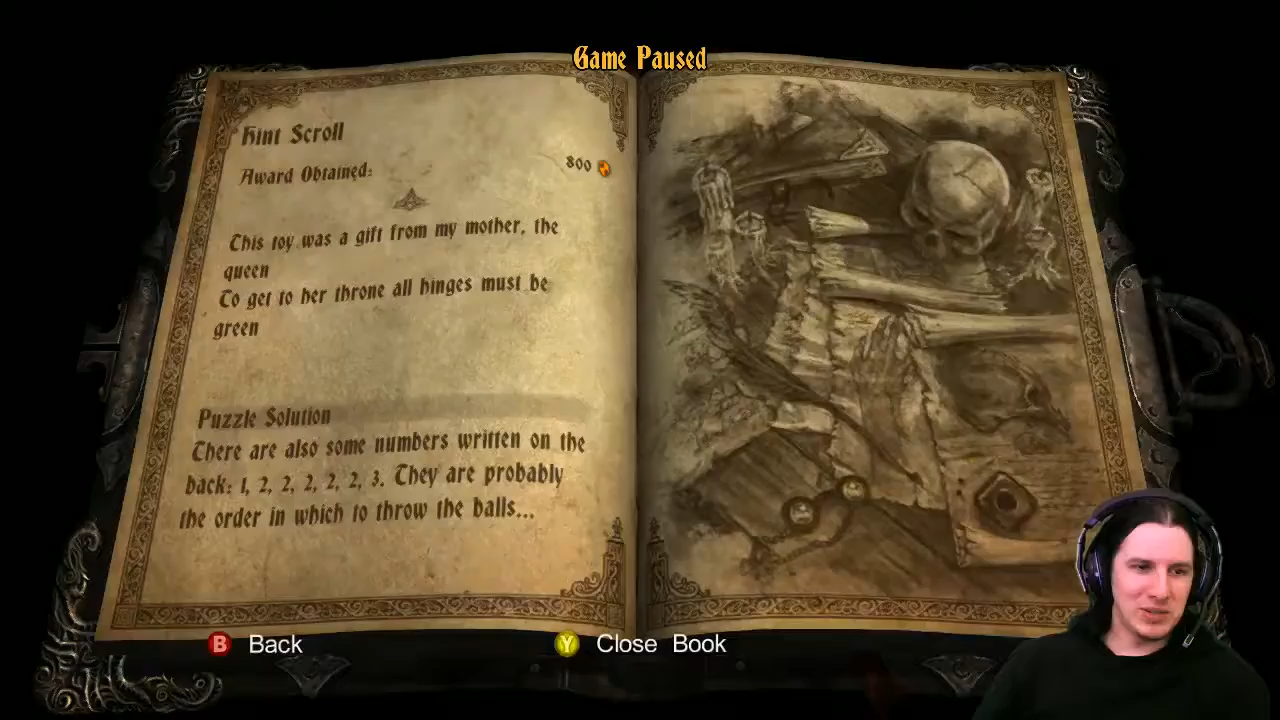 Game Paused
Hint Scroll
Award Obtained:
800
This toy was a gift from my mother, the
queen
To get to her throne all hinges must be
green
Puzzle Solution
There are also some numbers written on the
back: 1, 2, 2, 2, 2, 2, 3. They are probably
the order in which to throw the balls...
B Back
Y Close Book